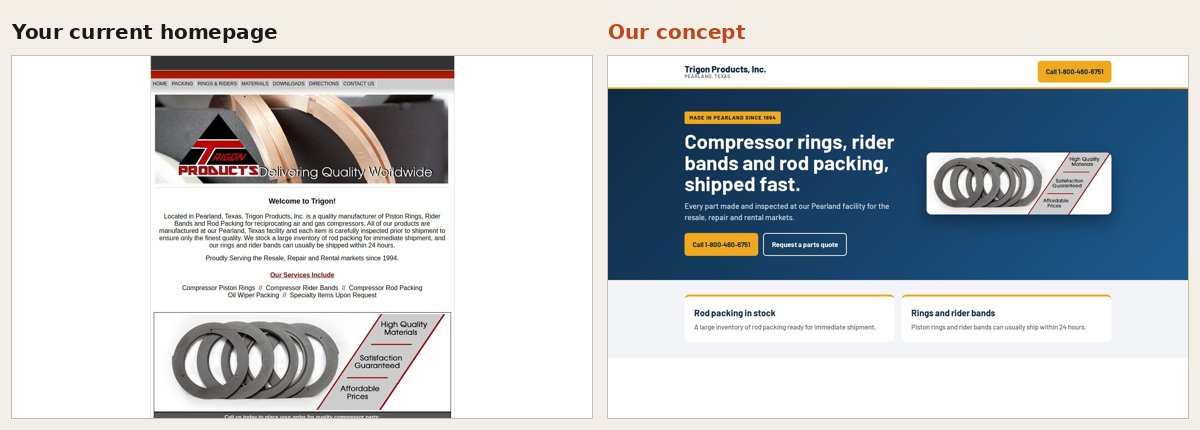 Your current homepage
HOME PACKING RINGS & RIDERS MATERIALS DOWNLOADS DIRECTIONS CONTACT US
TRIGON
PRODUCTS Delivering Quality Worldwide
Welcome to Trigon!
Located in Pearland, Texas, Trigon Products, Inc. is a quality manufacturer of Piston Rings, Rider
Bands and Rod Packing for reciprocating air and gas compressors. All of our products are
manufactured at our Pearland, Texas facility and each item is carefully inspected prior to shipment to
ensure only the finest quality. We stock a large inventory of rod packing for immediate shipment, and
our rings and rider bands can usually be shipped within 24 hours.
Proudly Serving the Resale, Repair and Rental markets since 1994.
Our Services Include
Compressor Piston Rings // Compressor Rider Bands // Compressor Rod Packing
Oil Wiper Packing // Specialty Items Upon Request
High Quality
Materials
Satisfaction
Guaranteed
Affordable
Prices
Call us today to place your order for quality compressor parts:
Our concept
Trigon Products, Inc.
PEARLAND, TEXAS
Call 1-800-460-6751
MADE IN PEARLAND SINCE 1994
Compressor rings, rider
bands and rod packing,
shipped fast.
Every part made and inspected at our Pearland facility for the
resale, repair and rental markets.
Call 1-800-460-6751
Request a parts quote
High Quality
Materials
Satisfaction
Guaranteed
Affordable
Prices
Rod packing in stock
A large inventory of rod packing ready for immediate shipment.
Rings and rider bands
Piston rings and rider bands can usually ship within 24 hours.